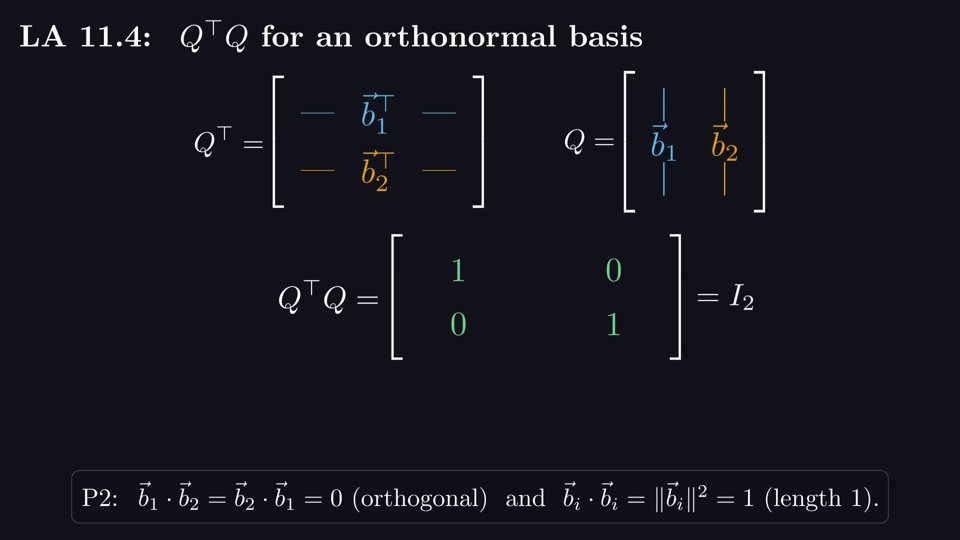 LA 11.4: Q⊤Q for an orthonormal basis
Q⊤ = [ — b⃗₁⊤ — ; — b⃗₂⊤ — ] Q = [ | | ; b⃗₁ b⃗₂ ; | | ]
Q⊤Q = [ 1 0 ; 0 1 ] = I₂
P2: b⃗₁ · b⃗₂ = b⃗₂ · b⃗₁ = 0 (orthogonal) and b⃗ᵢ · b⃗ᵢ = ‖b⃗ᵢ‖² = 1 (length 1).